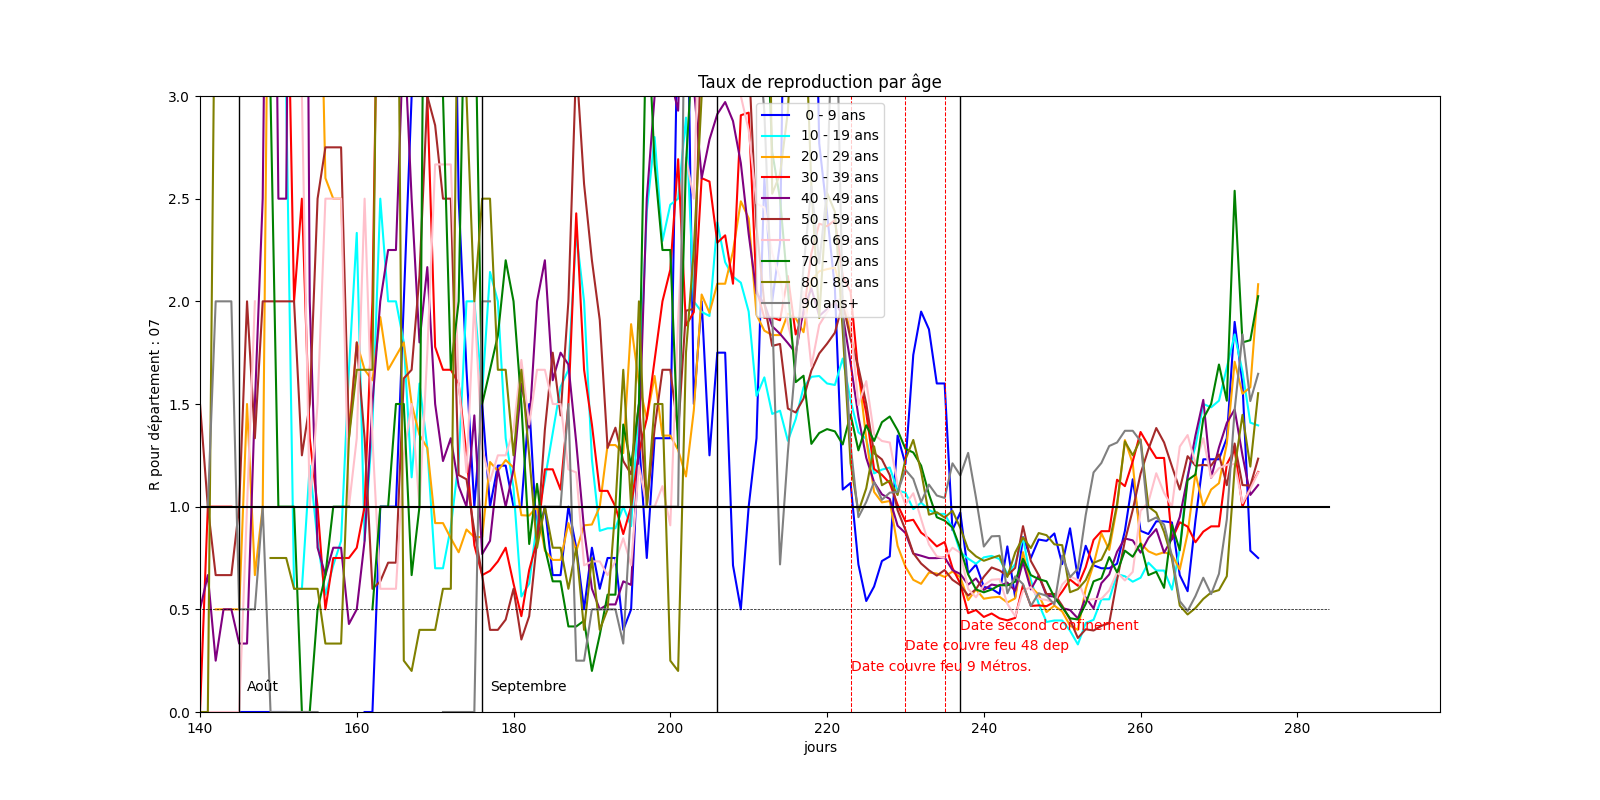 Taux de reproduction par âge
R pour département : 07
3.0
2.5
2.0
1.5
1.0
0.5
0.0
0 - 9 ans
10 - 19 ans
20 - 29 ans
30 - 39 ans
40 - 49 ans
50 - 59 ans
60 - 69 ans
70 - 79 ans
80 - 89 ans
90 ans+
Date second confinement
Date couvre feu 48 dep
Date couvre feu 9 Métros.
Août
Septembre
140
160
180
200
220
240
260
280
jours